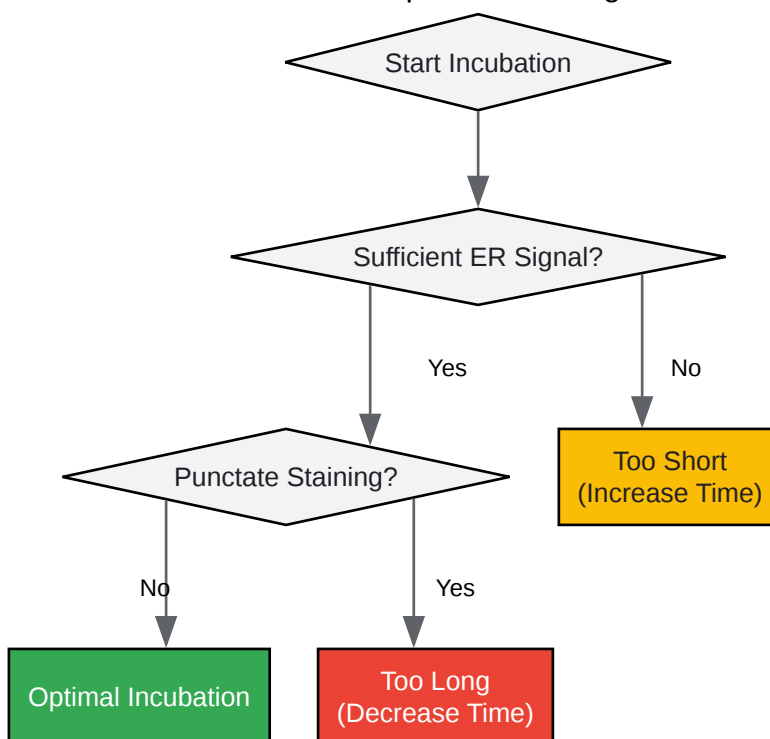 Start Incubation
Sufficient ER Signal?
Yes
No
Punctate Staining?
Too Short
(Increase Time)
No
Yes
Optimal Incubation
Too Long
(Decrease Time)